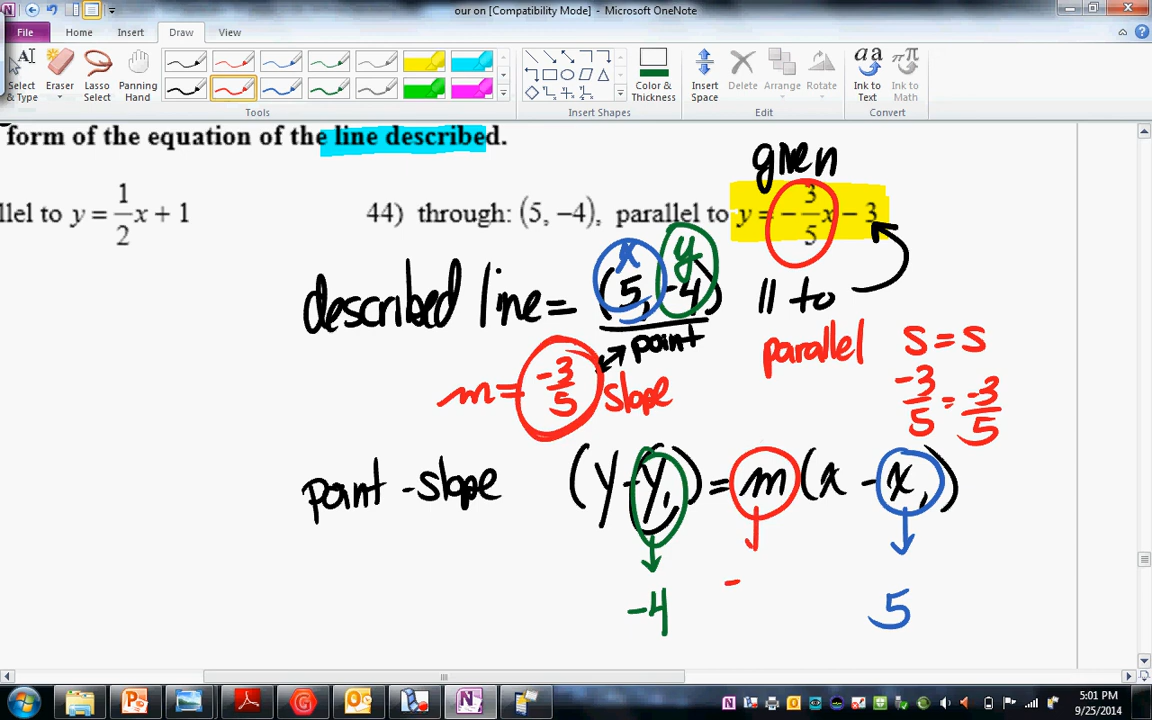 our on [Compatibility Mode] - Microsoft OneNote
File Home Insert Draw View
Select & Type Eraser Lasso Select Panning Hand Color & Thickness Insert Space Delete Arrange Rotate Ink to Text Ink to Math
Tools Insert Shapes Edit Convert
form of the equation of the line described.
given
llel to y = 1/2 x + 1
44) through: (5, −4), parallel to y = −3/5 x − 3
x y
described line = (5, -4) || to
point
parallel S = S
m = -3/5 slope
-3/5 = -3/5
point-slope (y - y₁) = m(x - x₁)
-4 - 5
5:01 PM
9/25/2014